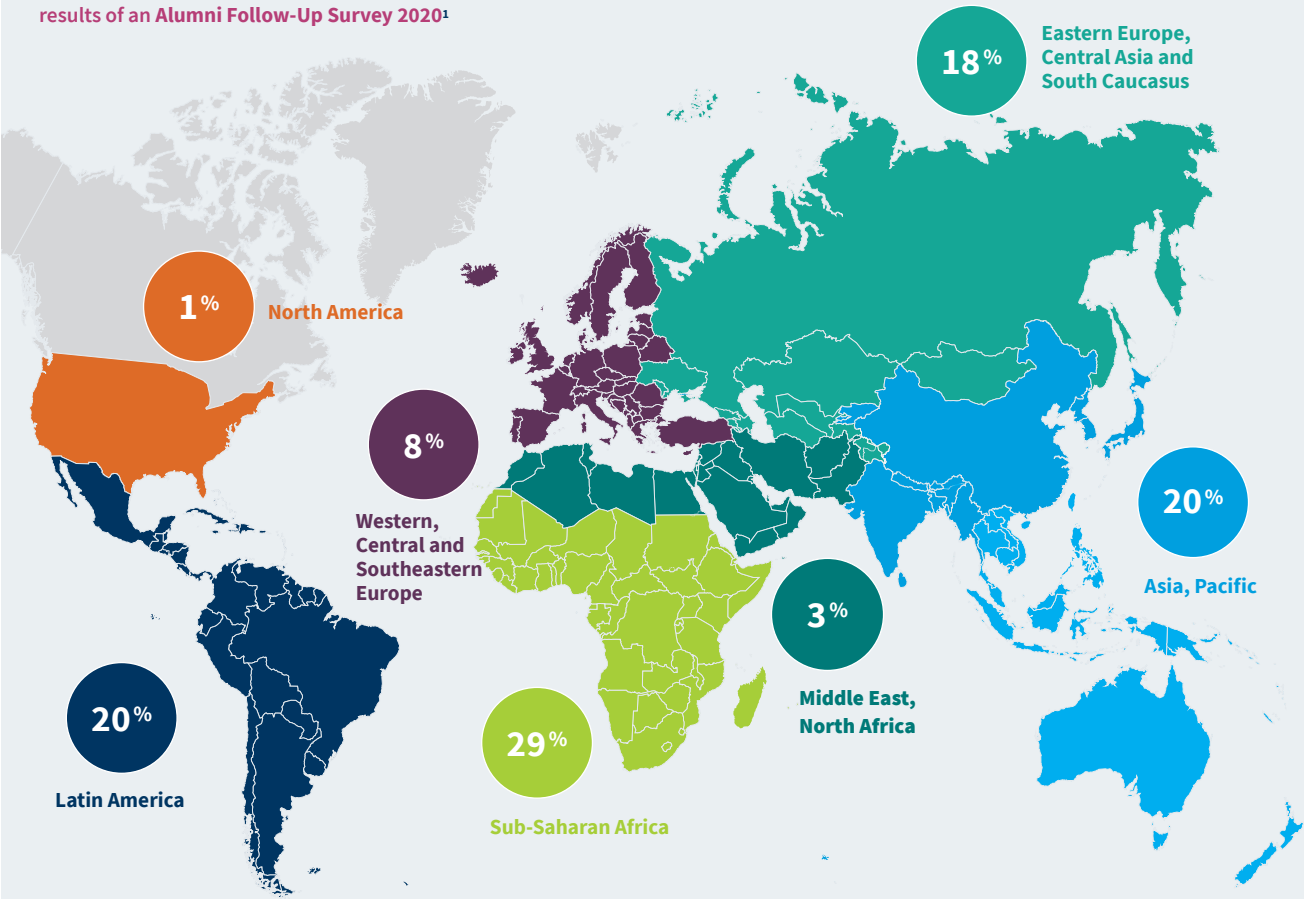 results of an Alumni Follow-Up Survey 2020¹
18%
Eastern Europe,
Central Asia and
South Caucasus
1%
North America
8%
Western,
Central and
Southeastern
Europe
20%
Asia, Pacific
3%
Middle East,
North Africa
20%
Latin America
29%
Sub-Saharan Africa